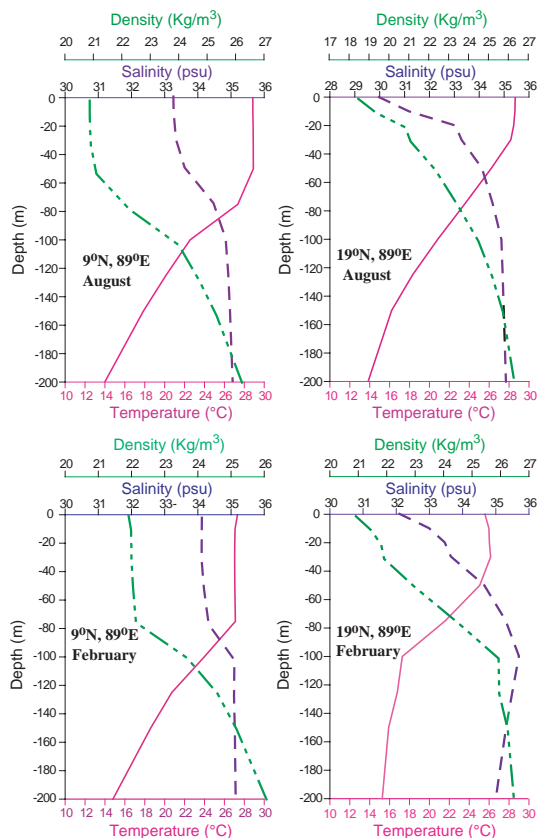 Density (Kg/m³)
20 21 22 23 24 25 26 27
Salinity (psu)
30 31 32 33 34 35 36
0
-20
-40
-60
-80
-100
-120
-140
-160
-180
-200
Depth (m)
9⁰N, 89⁰E
August
10 12 14 16 18 20 22 24 26 28 30
Temperature (°C)
Density (Kg/m³)
17 18 19 20 21 22 23 24 25 26 27
Salinity (psu)
28 29 30 31 32 33 34 35 36
0
-20
-40
-60
-80
-100
-120
-140
-160
-180
-200
Depth (m)
19⁰N, 89⁰E
August
10 12 14 16 18 20 22 24 26 28 30
Temperature (°C)
Density (Kg/m³)
20 21 22 23 24 25 26
Salinity (psu)
30 31 32 33 34 35 36
0
-20
-40
-60
-80
-100
-120
-140
-160
-180
-200
Depth (m)
9⁰N, 89⁰E
February
10 12 14 16 18 20 22 24 26 28 30
Temperature (°C)
Density (Kg/m³)
20 21 22 23 24 25 26 27
Salinity (psu)
30 31 32 33 34 35 36
0
-20
-40
-60
-80
-100
-120
-140
-160
-180
-200
Depth (m)
19⁰N, 89⁰E
February
10 12 14 16 18 20 22 24 26 28 30
Temperature (°C)